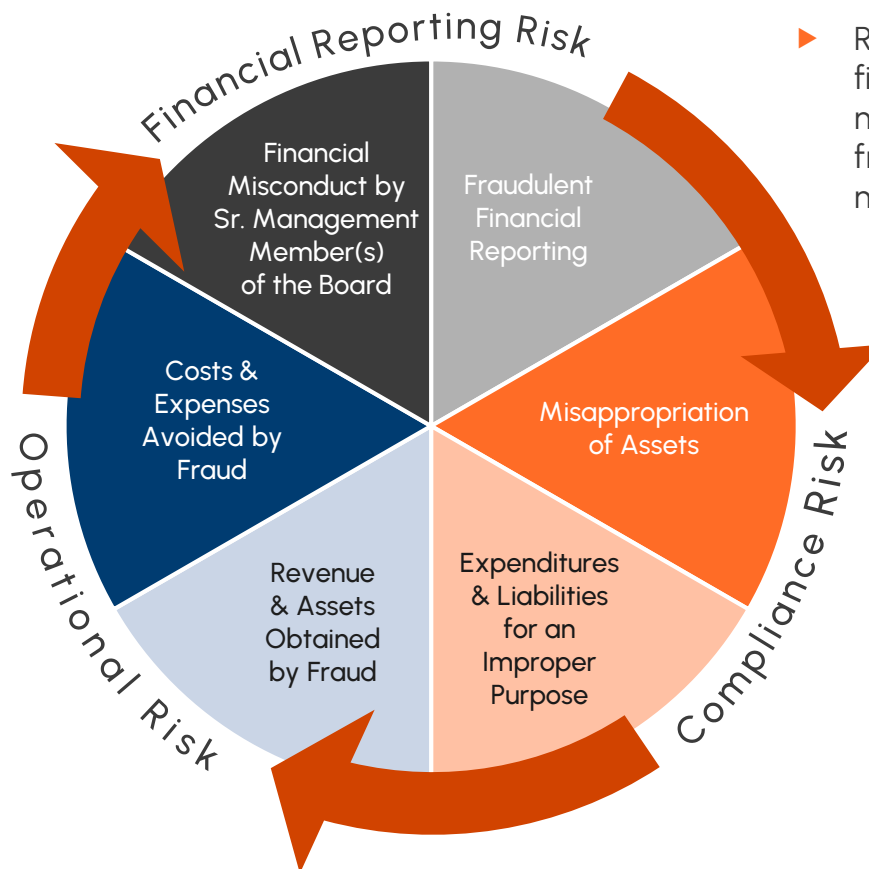 Financial Reporting Risk
Financial
Misconduct by
Sr. Management
Member(s)
of the Board
Fraudulent
Financial
Reporting
Misappropriation
of Assets
Compliance Risk
Expenditures
& Liabilities
for an
Improper
Purpose
Revenue
& Assets
Obtained
by Fraud
Operational Risk
Costs &
Expenses
Avoided by
Fraud